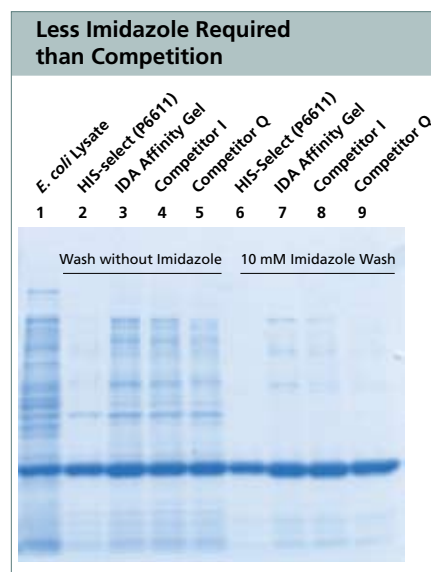 Less Imidazole Required
than Competition
E. coli Lysate
HIS-select (P6611)
IDA Affinity Gel
Competitor I
Competitor Q
HIS-Select (P6611)
IDA Affinity Gel
Competitor I
Competitor Q
1 2 3 4 5 6 7 8 9
Wash without Imidazole 10 mM Imidazole Wash